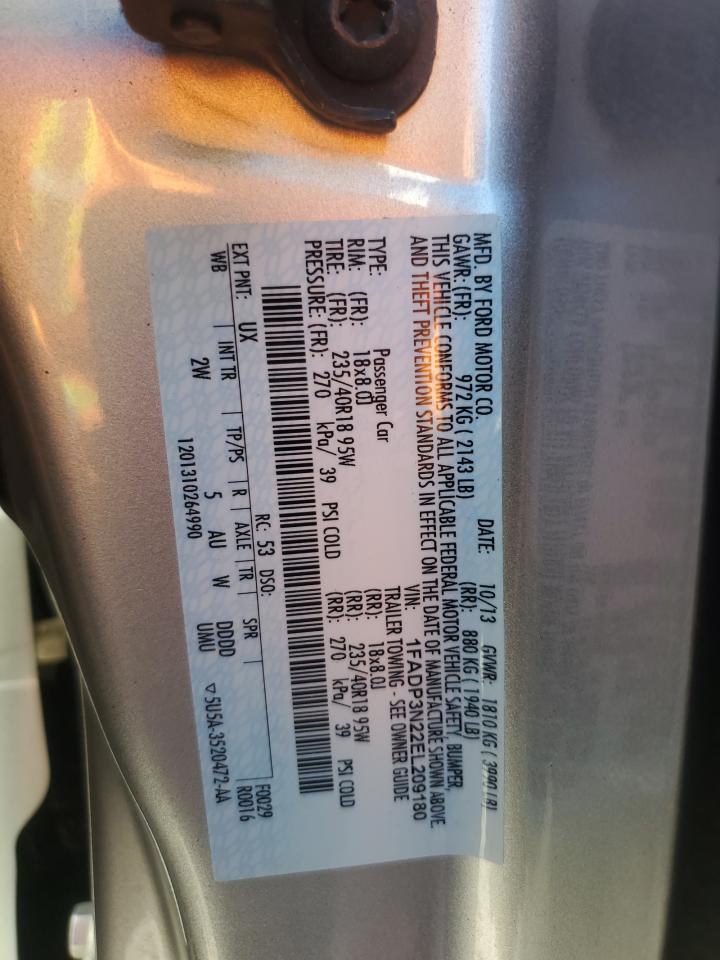 MFD. BY FORD MOTOR CO. DATE: 10/13 GVWR: 1810 KG ( 3990 LB)
GAWR: (FR): 972 KG ( 2143 LB) (RR): 880 KG ( 1940 LB)
THIS VEHICLE CONFORMS TO ALL APPLICABLE FEDERAL MOTOR VEHICLE SAFETY, BUMPER,
AND THEFT PREVENTION STANDARDS IN EFFECT ON THE DATE OF MANUFACTURE SHOWN ABOVE.
VIN: 1FADP3N22EL209180
TYPE: Passenger Car TRAILER TOWING - SEE OWNER GUIDE
RIM: (FR): 18x8.0J (RR): 18x8.0J
TIRE: (FR): 235/40R18 95W (RR): 235/40R18 95W
PRESSURE: (FR): 270 kPa/ 39 PSI COLD (RR): 270 kPa/ 39 PSI COLD
EXT PNT: UX RC: 53 DSO: F0029
WB | INT TR | TP/PS | R | AXLE | TR | SPR R0016
2W 5 AU W DDDD
UMU
1201310264990 ▽5U5A-3520472-AA